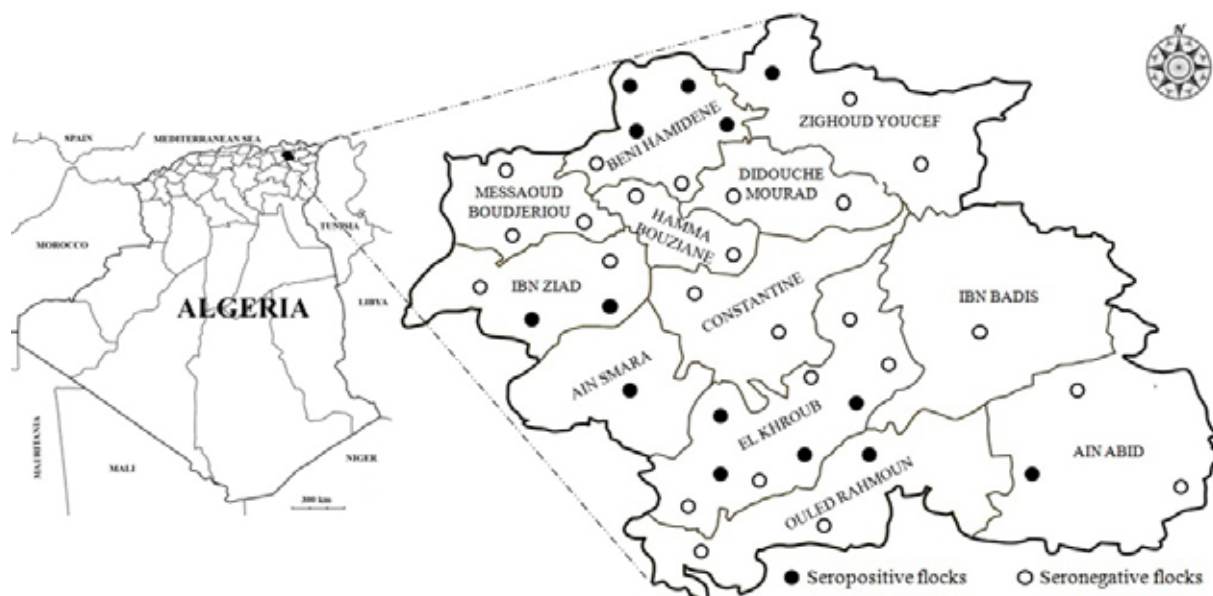 N
SPAIN
MEDITERRANEAN SEA
MOROCCO
TUNISIA
ALGERIA
LIBYA
MAURITANIA
MALI
NIGER
300 km
BENI HAMIDENE
ZIGHOUD YOUCEF
MESSAOUD
BOUDJERIOU
DIDOUCHE
MOURAD
HAMMA
BOUZIANE
IBN ZIAD
CONSTANTINE
IBN BADIS
AIN SMARA
EL KHROUB
AIN ABID
OULED RAHMOUN
Seropositive flocks
Seronegative flocks